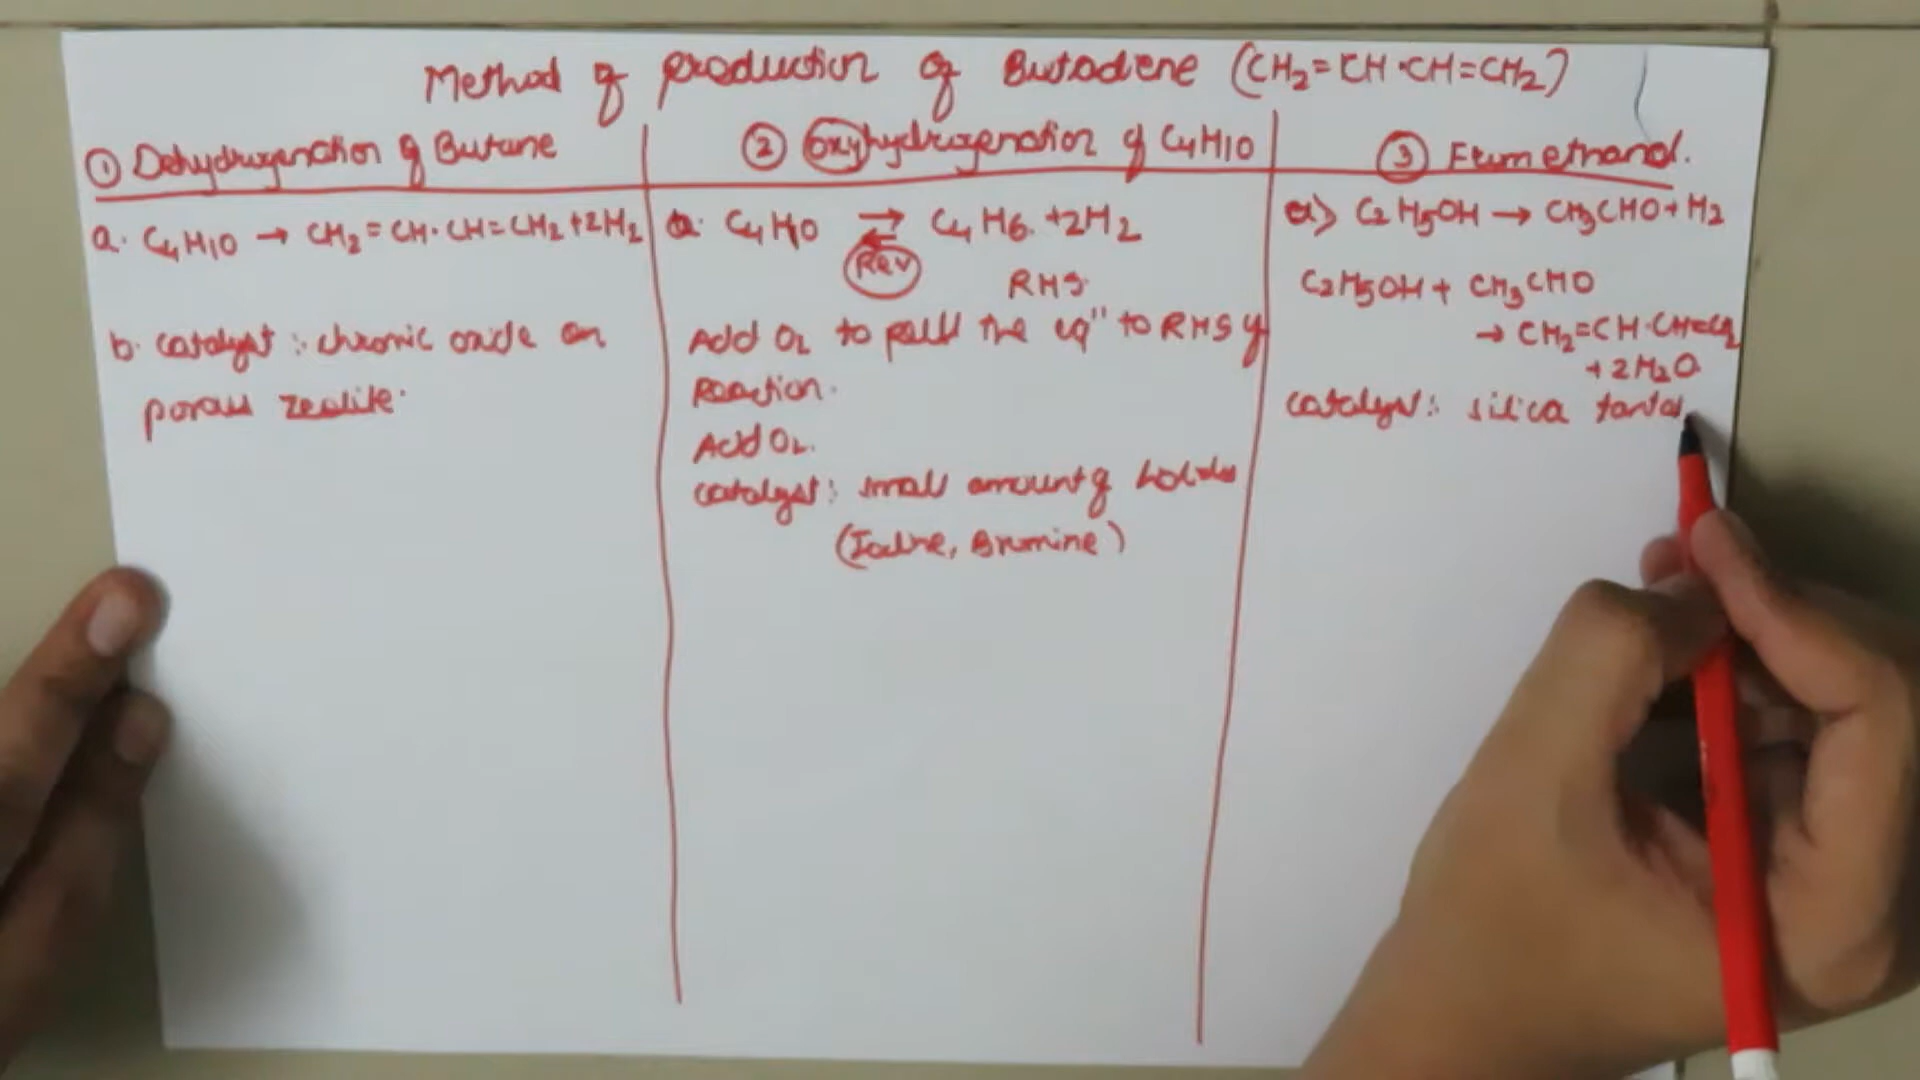 Method of production of Butadiene (CH2=CH·CH=CH2)
① Dehydrogenation of Butane
a. C4H10 → CH2=CH·CH=CH2+2H2
b. catalyst : chromic oxide on
porous zeolite.
② oxyhydrogenation of C4H10
a. C4H10 ⇄ C4H6. +2H2
Rev
RHS.
Add O2 to pull the eqn to RHS of
Reaction.
Add O2.
catalyst : small amount of
(Iodine, Bromine)
③ From ethanol.
a> C2H5OH → CH3CHO+H2
C2H5OH + CH3CHO
→ CH2=CH·CH=CH2
+ 2H2O
catalyst : silica tantal